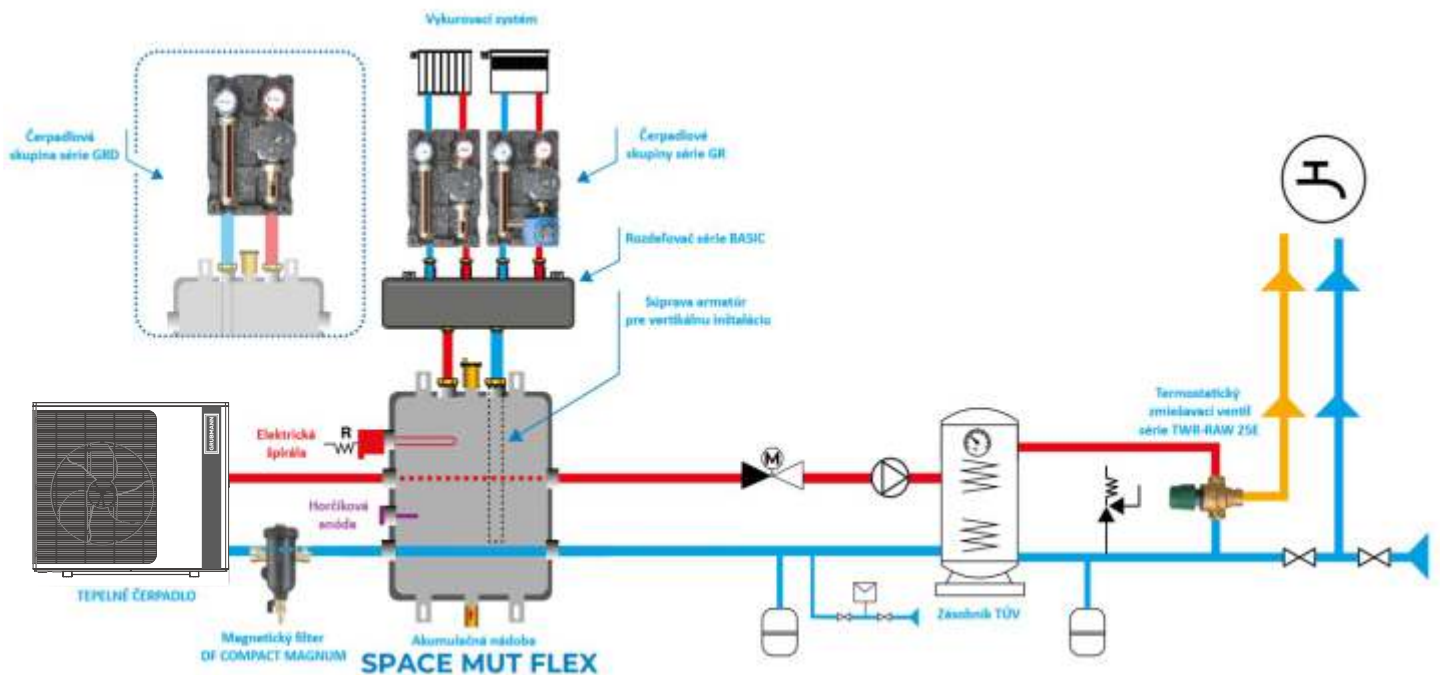 Vykurovací systém
Čerpadlová
skupina série GRD
Čerpadlové
skupiny série GR
Rozdeľovač série BASIC
Súprava armatúr
pre vertikálnu inštaláciu
Termostatický
zmiešavací ventil
série TWR-RAW 25E
GRUBMANN
Elektrická
špirála
R
M
Horčíková
anóda
TEPELNÉ ČERPADLO
Magnetický filter
DF COMPACT MAGNUM
Akumulačná nádoba
SPACE MUT FLEX
Zásobník TÚV